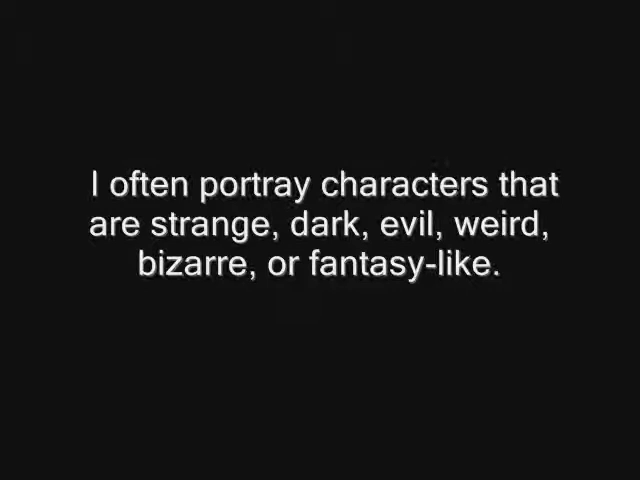 I often portray characters that
are strange, dark, evil, weird,
bizarre, or fantasy-like.